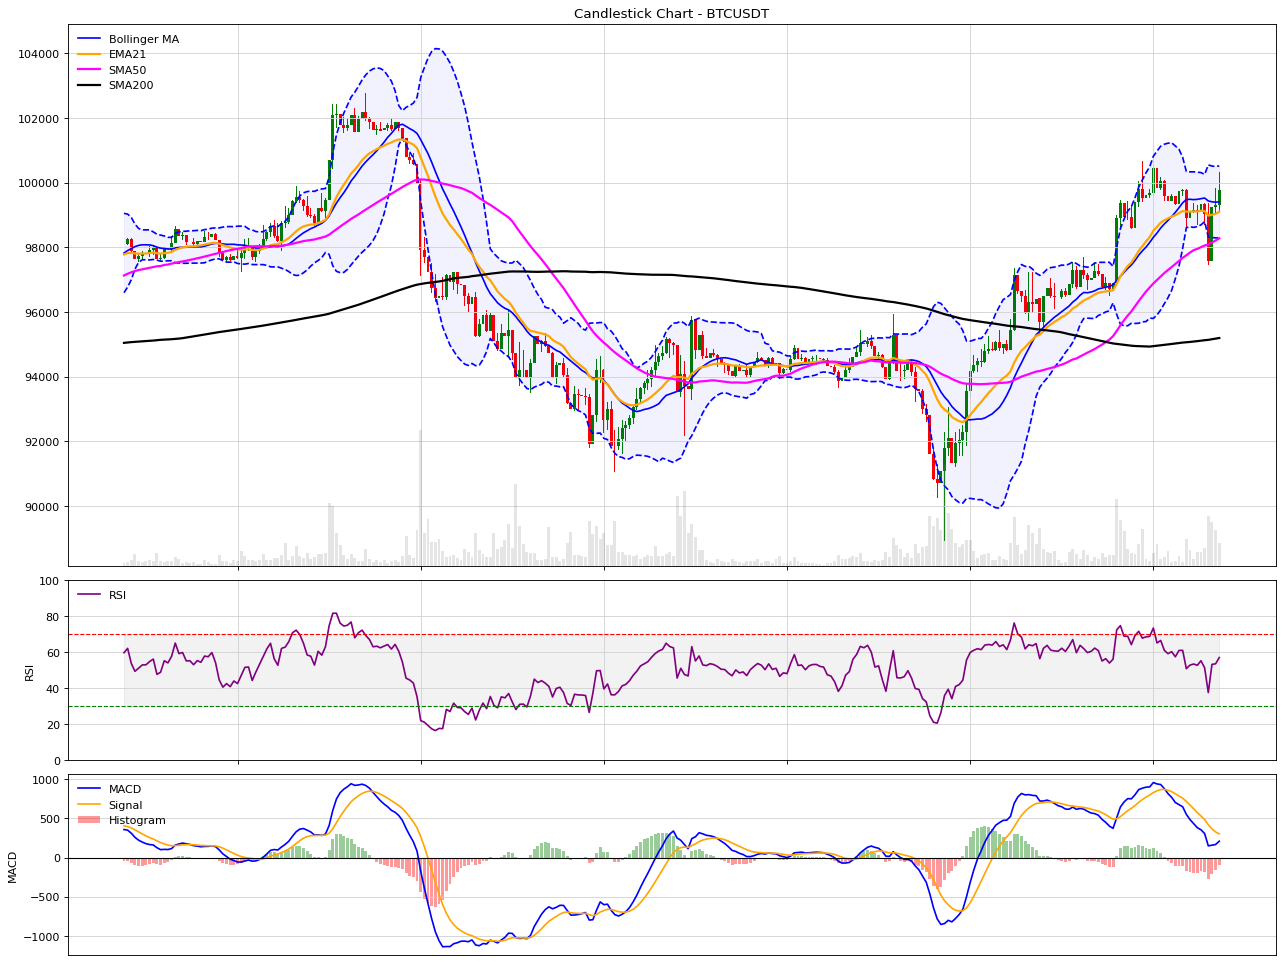 Candlestick Chart - BTCUSDT
Bollinger MA
EMA21
SMA50
SMA200
104000
102000
100000
98000
96000
94000
92000
90000
RSI
100
80
60
40
20
0
RSI
MACD
Signal
Histogram
1000
500
0
−500
−1000
MACD